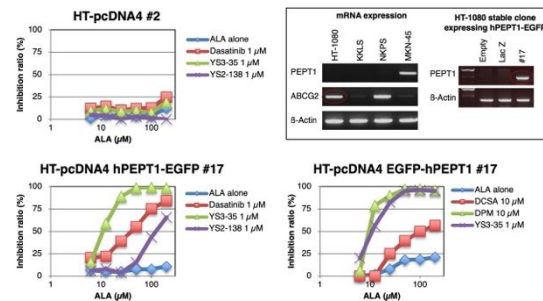 HT-pcDNA4 #2
Inhibition ratio (%)
100
75
50
25
0
1
10
100
ALA (µM)
ALA alone
Dasatinib 1 µM
YS3-35 1 µM
YS2-138 1 µM
mRNA expression
HT-1080
KKLS
NKPS
MKN-45
PEPT1
ABCG2
ß-Actin
HT-1080 stable clone
expressing hPEPT1-EGFP
Empty
Lac Z
#17
PEPT1
ß-Actin
HT-pcDNA4 hPEPT1-EGFP #17
Inhibition ratio (%)
100
75
50
25
0
1
10
100
ALA (µM)
ALA alone
Dasatinib 1 µM
YS3-35 1 µM
YS2-138 1 µM
HT-pcDNA4 EGFP-hPEPT1 #17
Inhibition ratio (%)
100
75
50
25
0
1
10
100
ALA (µM)
ALA alone
DCSA 10 µM
DPM 10 µM
YS3-35 1 µM